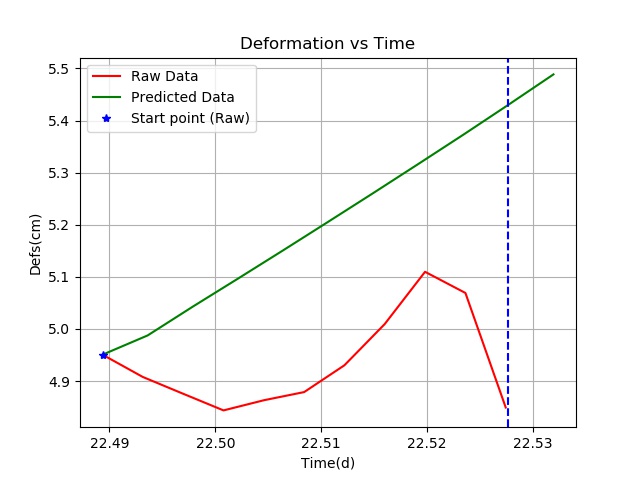 Deformation vs Time
Raw Data
Predicted Data
Start point (Raw)
Defs(cm)
5.5
5.4
5.3
5.2
5.1
5.0
4.9
22.49 22.50 22.51 22.52 22.53
Time(d)